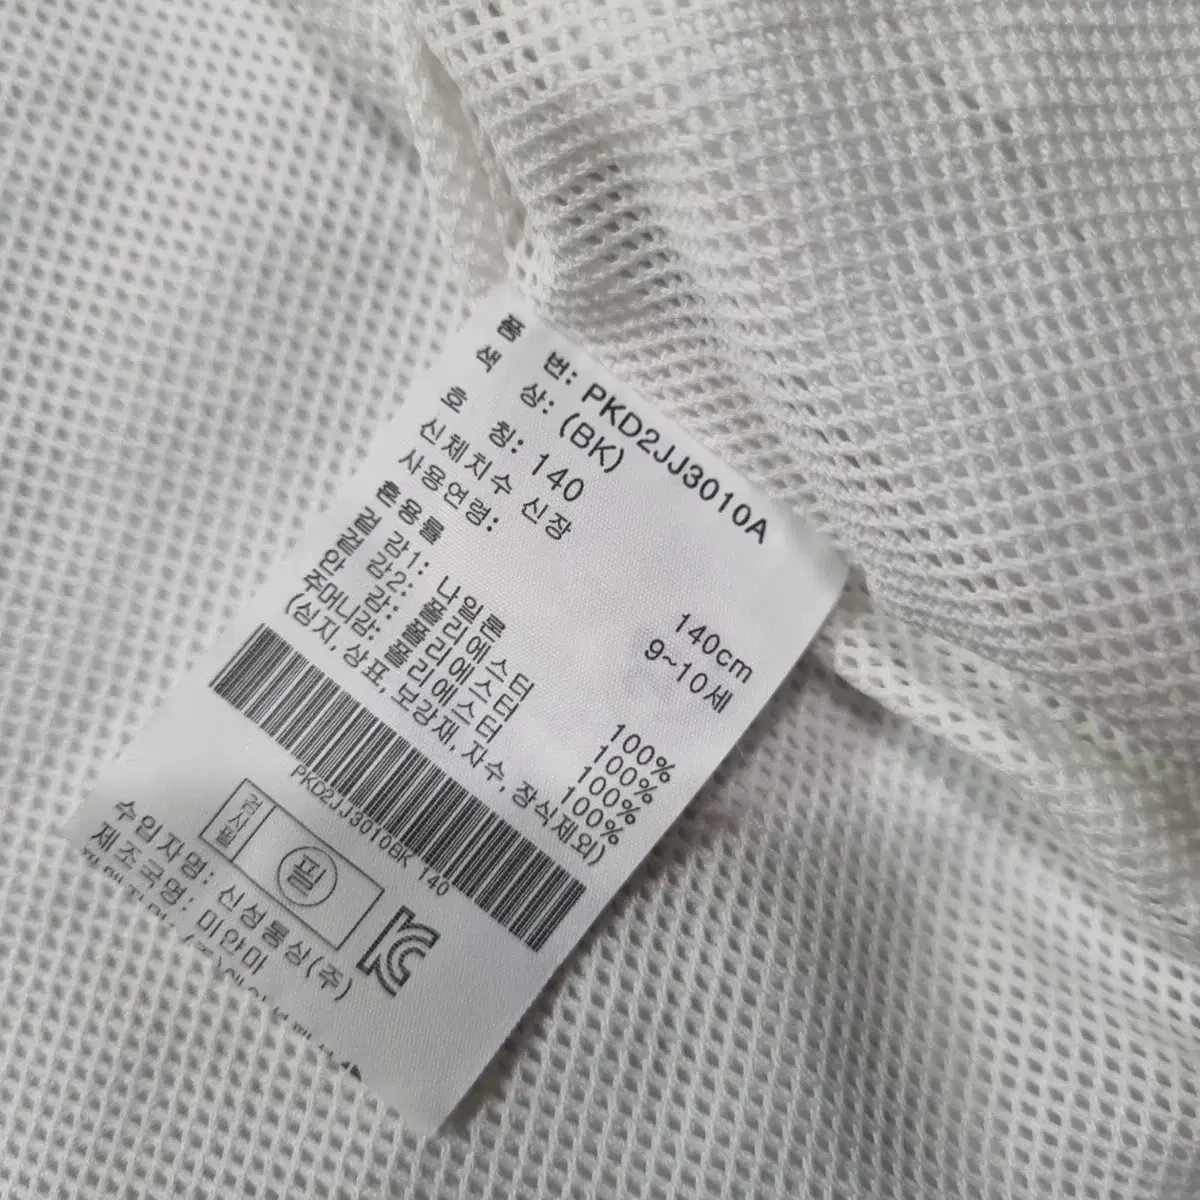 품 번: PKD2JJ3010A
색 상: (BK)
호 칭: 140
신체치수 신장 140cm
사용연령: 9~10세
혼용률
겉감1: 나일론 100%
겉감2: 폴리에스터 100%
안 감: 폴리에스터 100%
주머니감: 폴리에스터 100%
(심지, 상표, 보강재, 자수, 장식제외)
PKD2JJ3010BK 140
검사필 필
수입자명: 신성통상(주)
제조국명: 미얀마